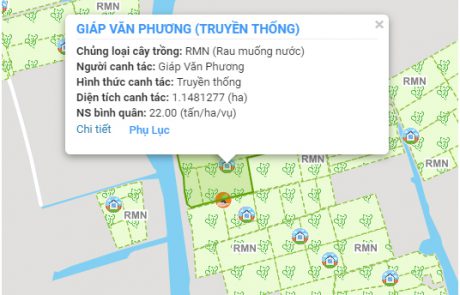 GIÁP VĂN PHƯƠNG (TRUYỀN THỐNG)
×
Chủng loại cây trồng: RMN (Rau muống nước)
Người canh tác: Giáp Văn Phương
Hình thức canh tác: Truyền thống
Diện tích canh tác: 1.1481277 (ha)
NS bình quân: 22.00 (tấn/ha/vụ)
Chi tiết Phụ Lục
RMN
RMN
RMN
RMN
RMN
RMN